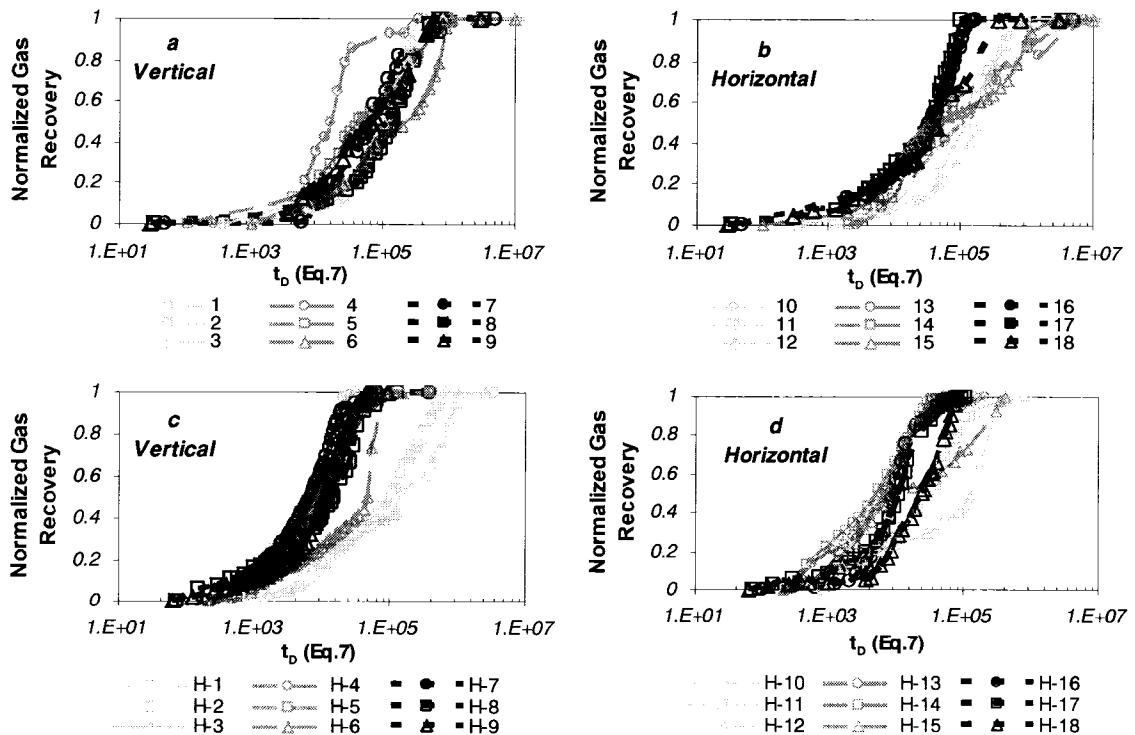 a
Vertical
Normalized Gas
Recovery
1
0.8
0.6
0.4
0.2
0
1.E+01 1.E+03 1.E+05 1.E+07
t_D (Eq.7)
1 4 7
2 5 8
3 6 9
b
Horizontal
Normalized Gas
Recovery
1
0.8
0.6
0.4
0.2
0
1.E+01 1.E+03 1.E+05 1.E+07
t_D (Eq.7)
10 13 16
11 14 17
12 15 18
c
Vertical
Normalized Gas
Recovery
1
0.8
0.6
0.4
0.2
0
1.E+01 1.E+03 1.E+05 1.E+07
t_D (Eq.7)
H-1 H-4 H-7
H-2 H-5 H-8
H-3 H-6 H-9
d
Horizontal
Normalized Gas
Recovery
1
0.8
0.6
0.4
0.2
0
1.E+01 1.E+03 1.E+05 1.E+07
t_D (Eq.7)
H-10 H-13 H-16
H-11 H-14 H-17
H-12 H-15 H-18